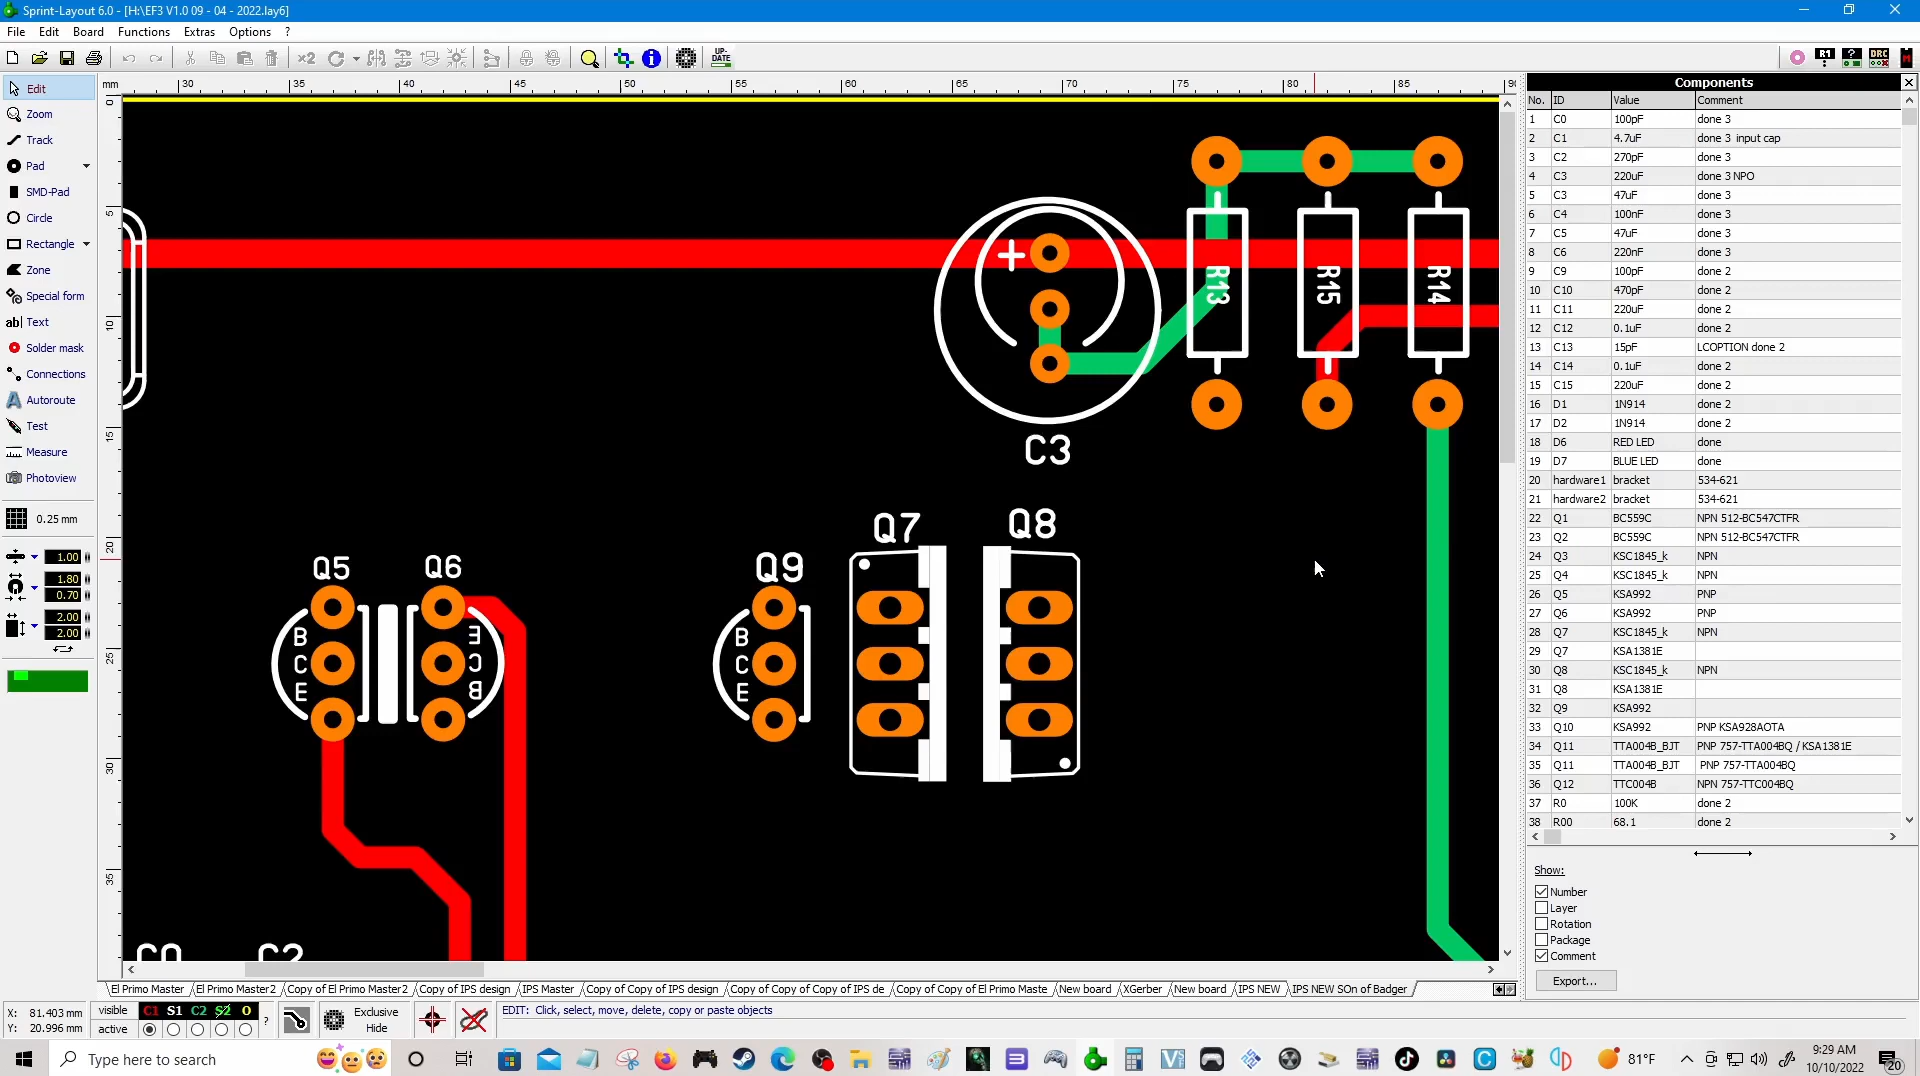 Sprint-Layout 6.0 - [H:\EF3 V1.0 09 - 04 - 2022.lay6]
File Edit Board Functions Extras Options ?
x2 UP-DATE R1 ? DRC
Edit
Zoom
Track
Pad
SMD-Pad
Circle
Rectangle
Zone
Special form
ab| Text
Solder mask
Connections
Autoroute
Test
Measure
Photoview
0.25 mm
1.00
1.80
0.70
2.00
2.00
mm 30 35 40 45 50 55 60 65 70 75 80 85
0
5
10
15
20
25
30
35
+
R13 R15 R14
C3
Q7 Q8
Q5 Q6 Q9
B C E
E C B
B C E
C0 C2
Components
No. ID Value Comment
1 C0 100pF done 3
2 C1 4.7uF done 3 input cap
3 C2 270pF done 3
4 C3 220uF done 3 NPO
5 C3 47uF done 3
6 C4 100nF done 3
7 C5 47uF done 3
8 C6 220nF done 3
9 C9 100pF done 2
10 C10 470pF done 2
11 C11 220uF done 2
12 C12 0.1uF done 2
13 C13 15pF LCOPTION done 2
14 C14 0.1uF done 2
15 C15 220uF done 2
16 D1 1N914 done 2
17 D2 1N914 done 2
18 D6 RED LED done
19 D7 BLUE LED done
20 hardware1 bracket 534-621
21 hardware2 bracket 534-621
22 Q1 BC559C NPN 512-BC547CTFR
23 Q2 BC559C NPN 512-BC547CTFR
24 Q3 KSC1845_k NPN
25 Q4 KSC1845_k NPN
26 Q5 KSA992 PNP
27 Q6 KSA992 PNP
28 Q7 KSC1845_k NPN
29 Q7 KSA1381E
30 Q8 KSC1845_k NPN
31 Q8 KSA1381E
32 Q9 KSA992
33 Q10 KSA992 PNP KSA928AOTA
34 Q11 TTA004B_BJT PNP 757-TTA004BQ / KSA1381E
35 Q11 TTA004B_BJT PNP 757-TTA004BQ
36 Q12 TTC004B NPN 757-TTC004BQ
37 R0 100K done 2
38 R00 68.1 done 2
Show:
Number
Layer
Rotation
Package
Comment
Export...
El Primo Master El Primo Master2 Copy of El Primo Master2 Copy of IPS design IPS Master Copy of Copy of IPS design Copy of Copy of Copy of IPS de Copy of Copy of El Primo Maste New board XGerber New board IPS NEW IPS NEW SOn of Badger
X: 81.403 mm
Y: 20.996 mm
visible C1 S1 C2 S2 O
active
?
Exclusive
Hide
EDIT: Click, select, move, delete, copy or paste objects
Type here to search
81°F
9:29 AM
10/10/2022
20